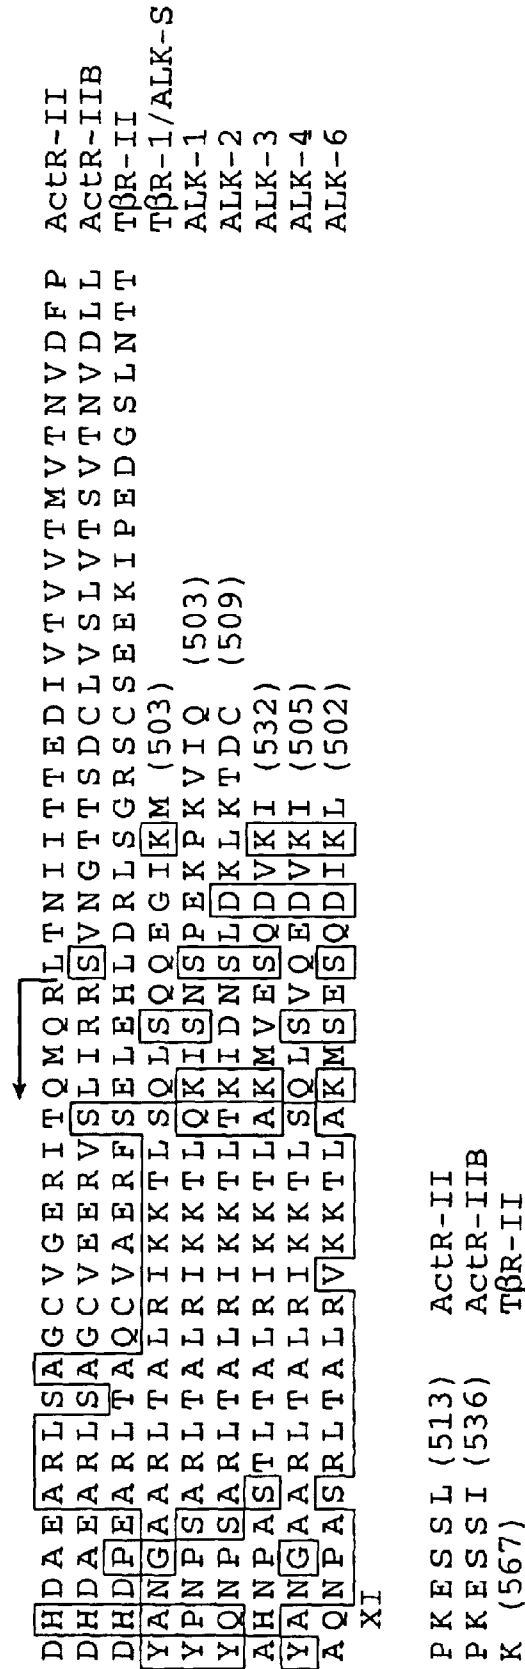 DHDAEARLSAGCVGERITQMQRLTNIITTEDIVTVVTMVTNVDFP ActR-II
DHDAEARLSAGCVEERVSLIRRSVNGTTSDCLVSLVTSVTNVDLL ActR~IIB
DHDPEARLTAQCVAERFSELEHLDRLSGRSCSEEKIPEDGSLNTT TβR-II
YANGAARLTALRIKKTLSQLSQQEGIKM (503) TβR-1/ALK-S
YPNPSARLTALRIKKTLQKISNSPEKPKVIQ (503) ALK-1
YQNPSARLTALRIKKTLTKIDNSLDKLKTDC (509) ALK-2
AHNPASTLTALRIKKTLAKMVESQDVKI (532) ALK-3
YANGAARLTALRIKKTLSQLSVQEDVKI (505) ALK-4
AQNPASRLTALRVKKTLAKMSESQDIKL (502) ALK-6
XI
PKESSL (513) ActR-II
PKESSI (536) ActR-IIB
K (567) TβR-II